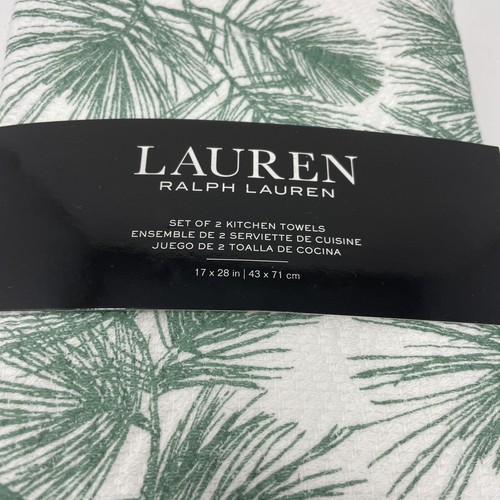 LAUREN
RALPH LAUREN
SET OF 2 KITCHEN TOWELS
ENSEMBLE DE 2 SERVIETTE DE CUISINE
JUEGO DE 2 TOALLA DE COCINA
17 x 28 in | 43 x 71 cm